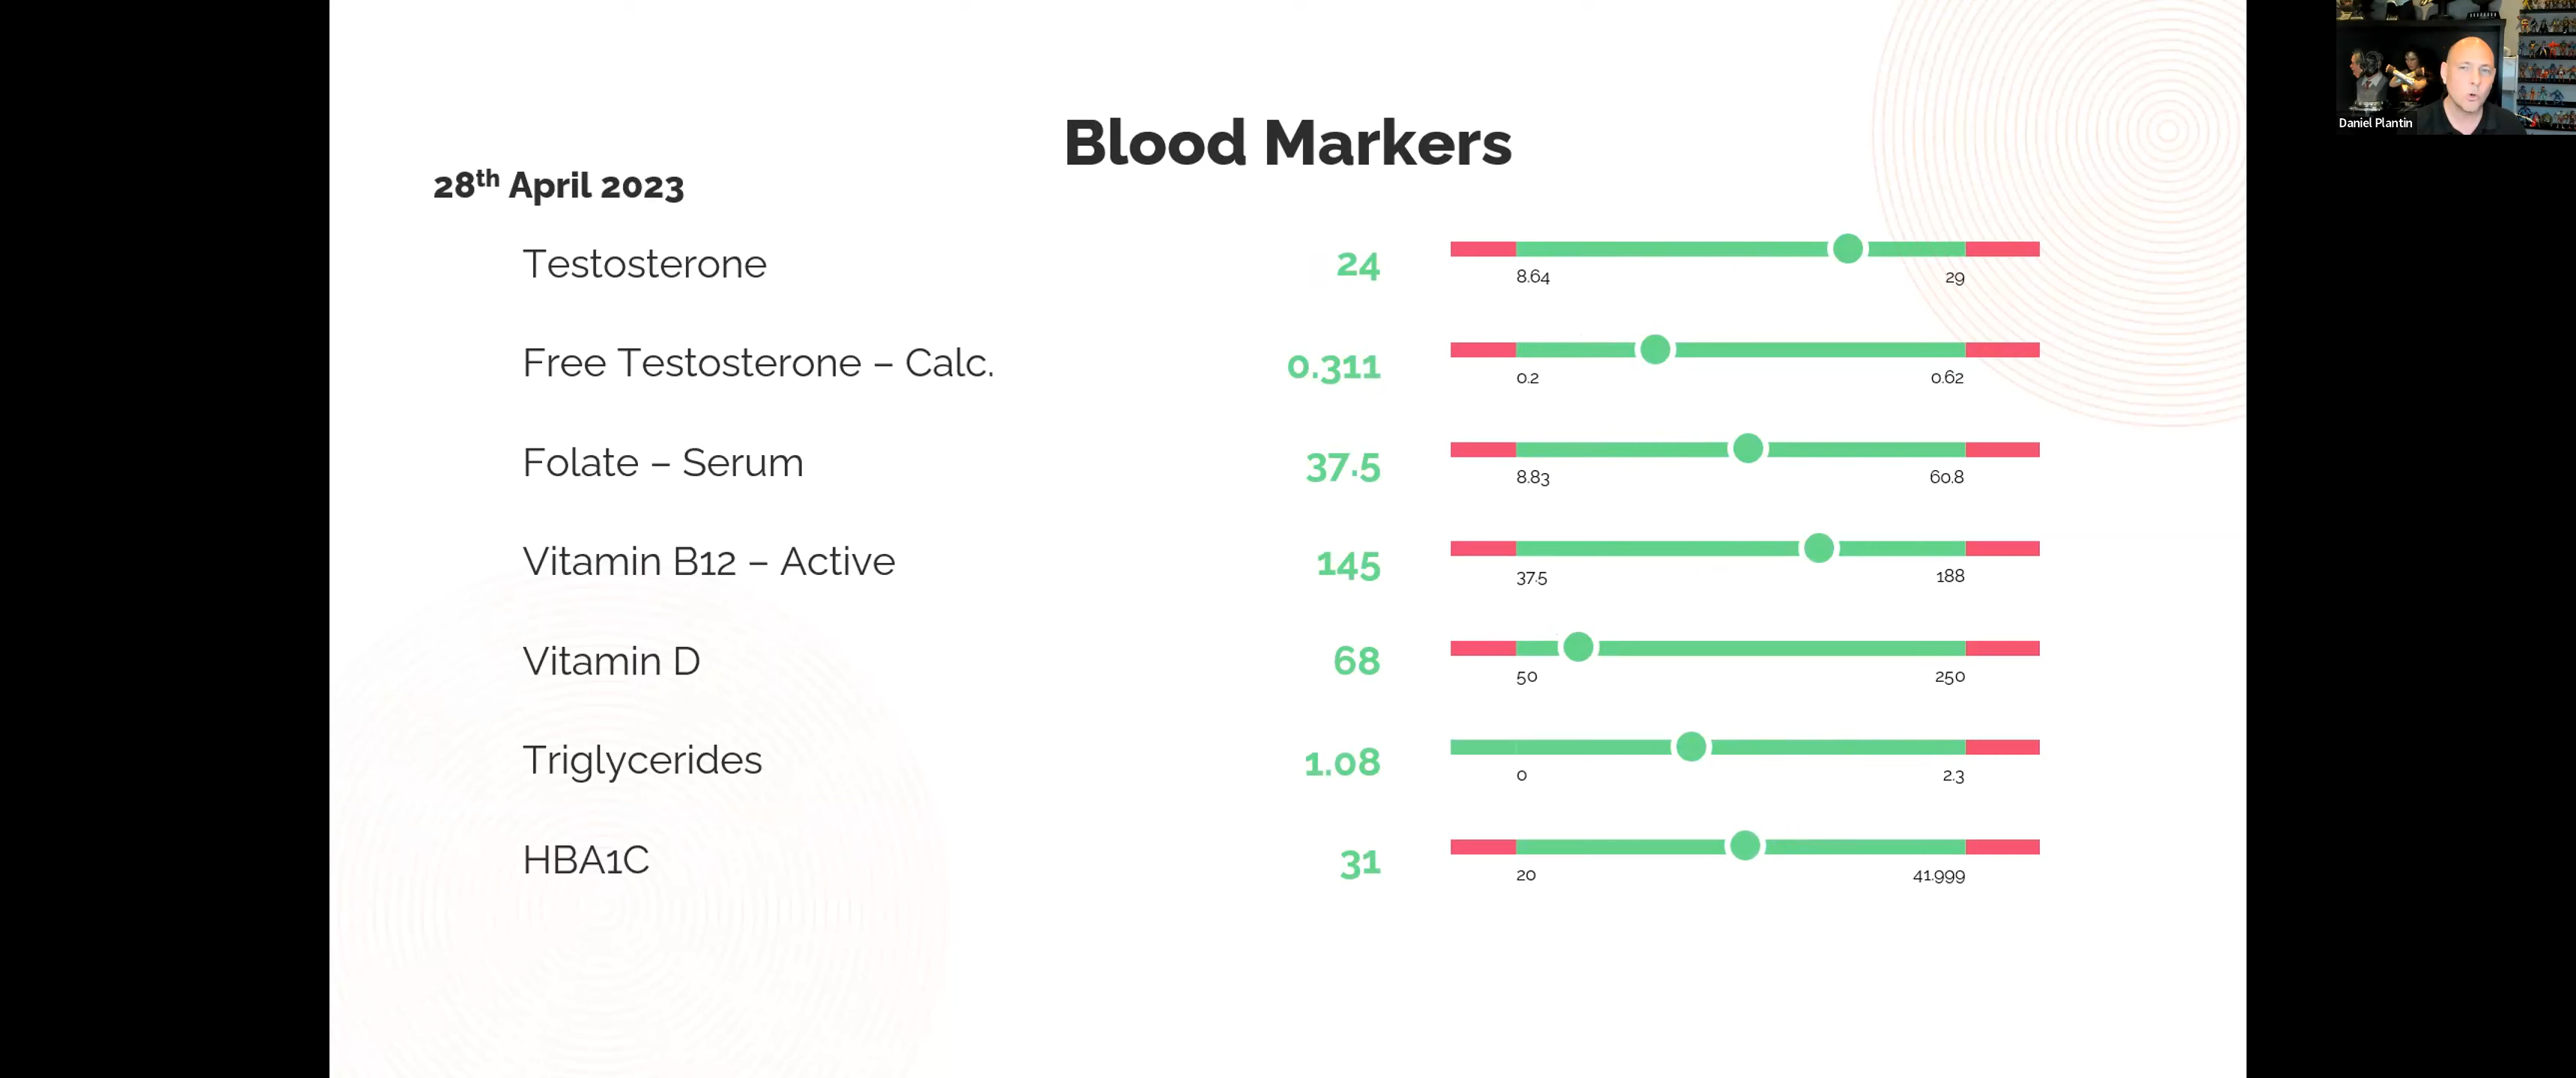 Blood Markers
28th April 2023
Testosterone 24 8.64 29
Free Testosterone – Calc. 0.311 0.2 0.62
Folate – Serum 37.5 8.83 60.8
Vitamin B12 – Active 145 37.5 188
Vitamin D 68 50 250
Triglycerides 1.08 0 2.3
HBA1C 31 20 41.999
Daniel Plantin